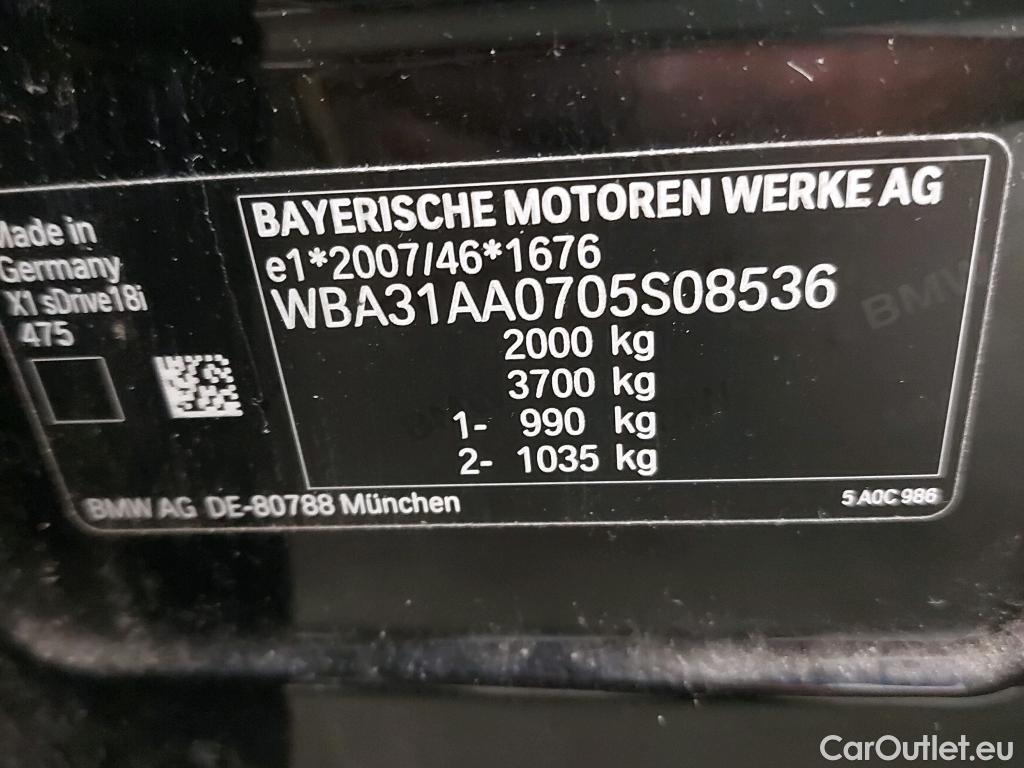 Made in
Germany
X1 sDrive18i
475
BAYERISCHE MOTOREN WERKE AG
e1*2007/46*1676
WBA31AA0705S08536
2000 kg
3700 kg
1- 990 kg
2- 1035 kg
BMW AG DE-80788 München
5 A0C 986
BMW
CarOutlet.eu